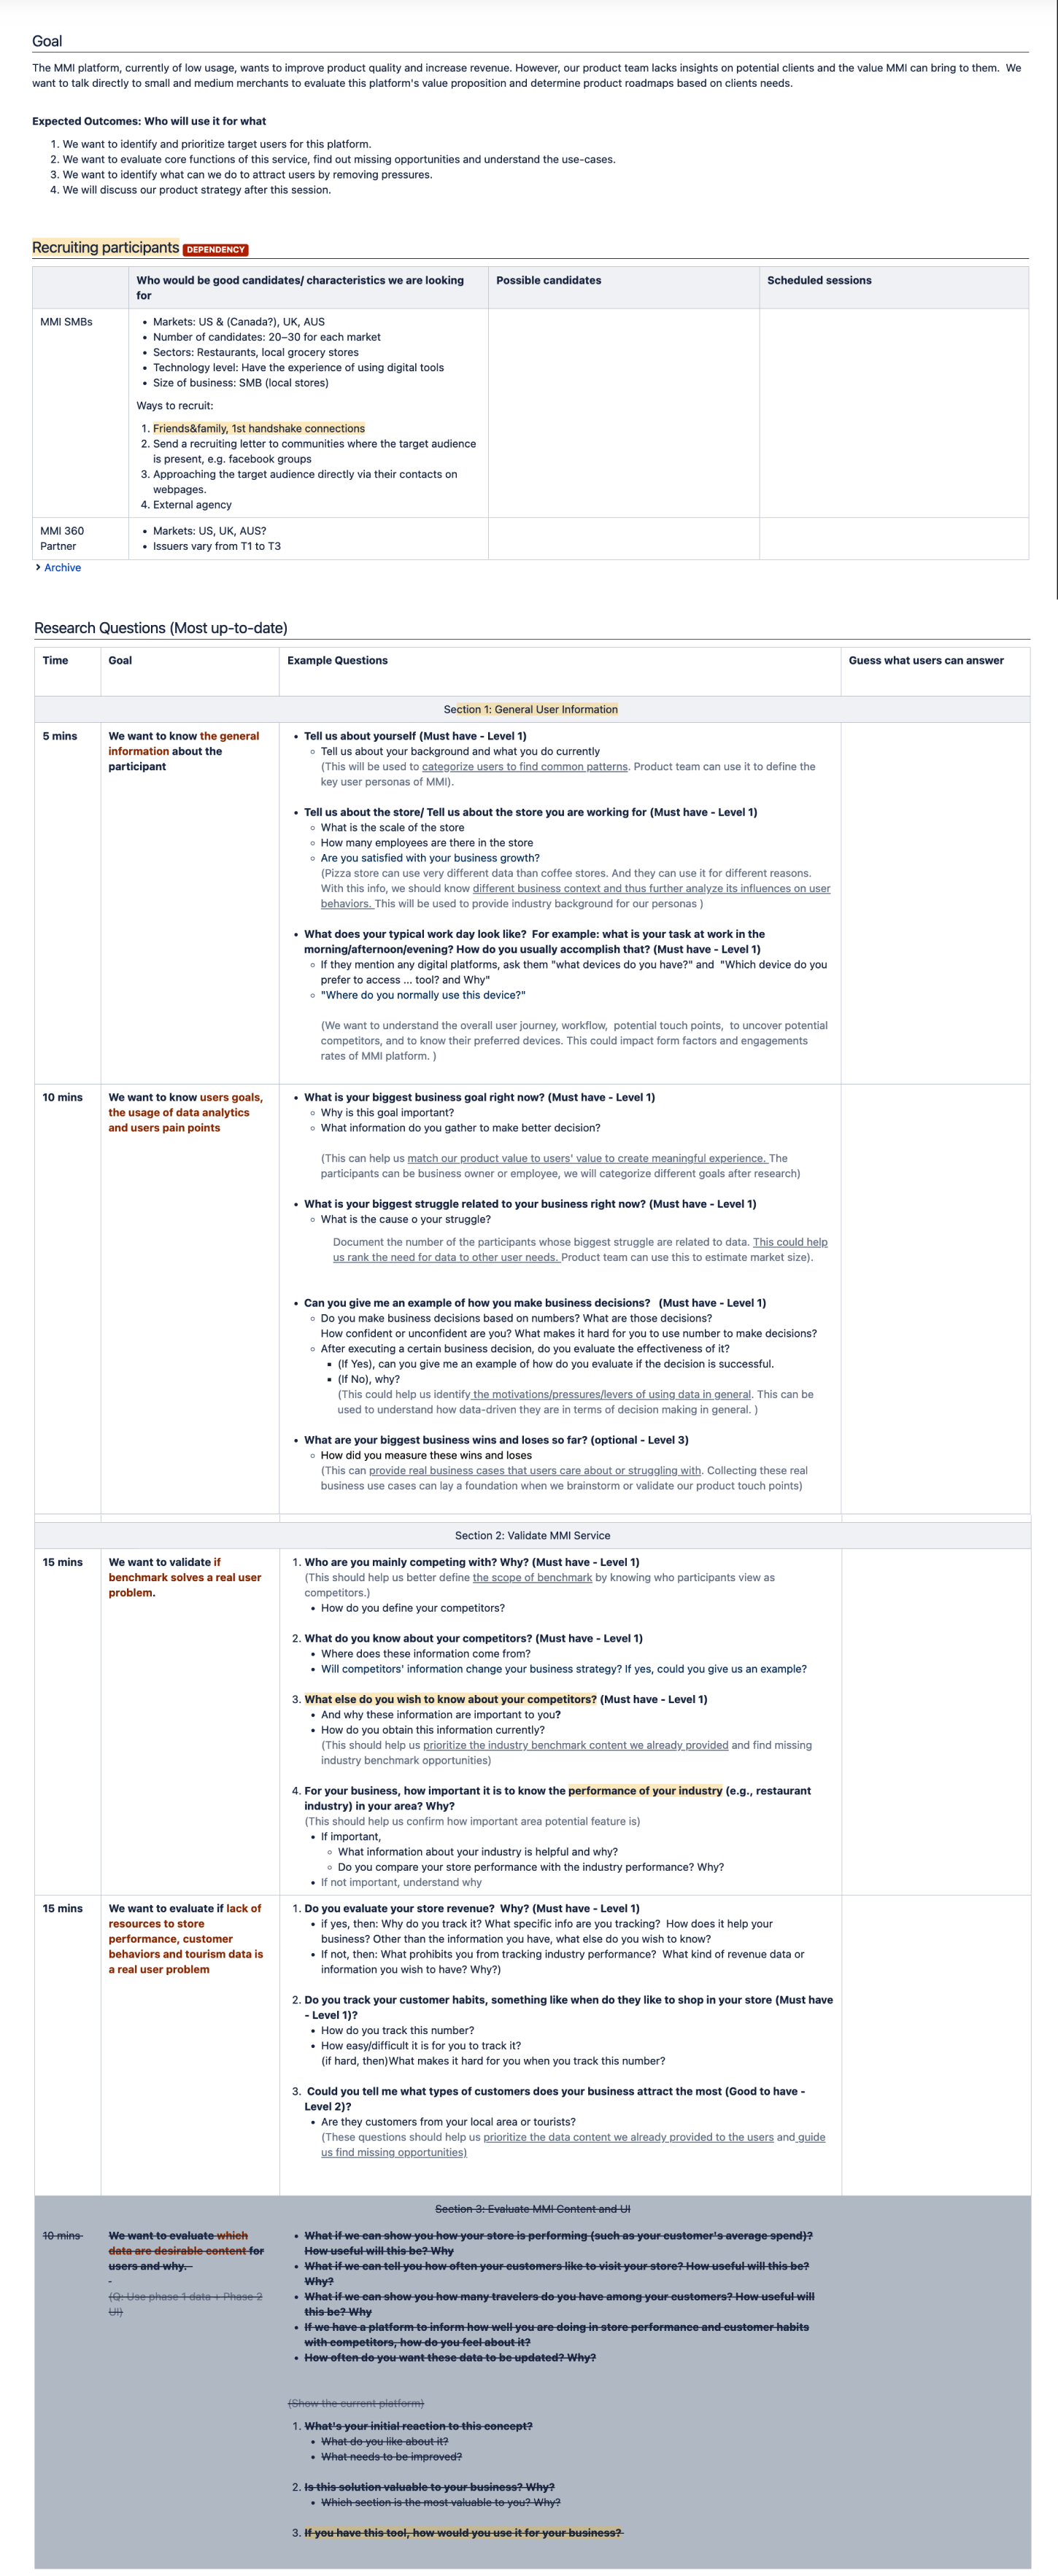 Goal
The MMI platform, currently of low usage, wants to improve product quality and increase revenue. However, our product team lacks insights on potential clients and the value MMI can bring to them. We
want to talk directly to small and medium merchants to evaluate this platform's value proposition and determine product roadmaps based on clients needs.
Expected Outcomes: Who will use it for what
1. We want to identify and prioritize target users for this platform.
2. We want to evaluate core functions of this service, find out missing opportunities and understand the use-cases.
3. We want to identify what can we do to attract users by removing pressures.
4. We will discuss our product strategy after this session.
Recruiting participants DEPENDENCY
Who would be good candidates/ characteristics we are looking
for
Possible candidates
Scheduled sessions
MMI SMBs
• Markets: US & (Canada?), UK, AUS
• Number of candidates: 20–30 for each market
• Sectors: Restaurants, local grocery stores
• Technology level: Have the experience of using digital tools
• Size of business: SMB (local stores)
Ways to recruit:
1. Friends&family, 1st handshake connections
2. Send a recruiting letter to communities where the target audience
is present, e.g. facebook groups
3. Approaching the target audience directly via their contacts on
webpages.
4. External agency
MMI 360
Partner
• Markets: US, UK, AUS?
• Issuers vary from T1 to T3
› Archive
Research Questions (Most up-to-date)
Time
Goal
Example Questions
Guess what users can answer
Section 1: General User Information
5 mins
We want to know the general
information about the
participant
• Tell us about yourself (Must have - Level 1)
◦ Tell us about your background and what you do currently
(This will be used to categorize users to find common patterns. Product team can use it to define the
key user personas of MMI).
• Tell us about the store/ Tell us about the store you are working for (Must have - Level 1)
◦ What is the scale of the store
◦ How many employees are there in the store
◦ Are you satisfied with your business growth?
(Pizza store can use very different data than coffee stores. And they can use it for different reasons.
With this info, we should know different business context and thus further analyze its influences on user
behaviors. This will be used to provide industry background for our personas )
• What does your typical work day look like? For example: what is your task at work in the
morning/afternoon/evening? How do you usually accomplish that? (Must have - Level 1)
◦ If they mention any digital platforms, ask them "what devices do you have?" and "Which device do you
prefer to access ... tool? and Why"
◦ "Where do you normally use this device?"
(We want to understand the overall user journey, workflow, potential touch points, to uncover potential
competitors, and to know their preferred devices. This could impact form factors and engagements
rates of MMI platform. )
10 mins
We want to know users goals,
the usage of data analytics
and users pain points
• What is your biggest business goal right now? (Must have - Level 1)
◦ Why is this goal important?
◦ What information do you gather to make better decision?
(This can help us match our product value to users' value to create meaningful experience. The
participants can be business owner or employee, we will categorize different goals after research)
• What is your biggest struggle related to your business right now? (Must have - Level 1)
◦ What is the cause o your struggle?
Document the number of the participants whose biggest struggle are related to data. This could help
us rank the need for data to other user needs. Product team can use this to estimate market size).
• Can you give me an example of how you make business decisions? (Must have - Level 1)
◦ Do you make business decisions based on numbers? What are those decisions?
How confident or unconfident are you? What makes it hard for you to use number to make decisions?
◦ After executing a certain business decision, do you evaluate the effectiveness of it?
▪ (If Yes), can you give me an example of how do you evaluate if the decision is successful.
▪ (If No), why?
(This could help us identify the motivations/pressures/levers of using data in general. This can be
used to understand how data-driven they are in terms of decision making in general. )
• What are your biggest business wins and loses so far? (optional - Level 3)
◦ How did you measure these wins and loses
(This can provide real business cases that users care about or struggling with. Collecting these real
business use cases can lay a foundation when we brainstorm or validate our product touch points)
Section 2: Validate MMI Service
15 mins
We want to validate if
benchmark solves a real user
problem.
1. Who are you mainly competing with? Why? (Must have - Level 1)
(This should help us better define the scope of benchmark by knowing who participants view as
competitors.)
• How do you define your competitors?
2. What do you know about your competitors? (Must have - Level 1)
• Where does these information come from?
• Will competitors' information change your business strategy? If yes, could you give us an example?
3. What else do you wish to know about your competitors? (Must have - Level 1)
• And why these information are important to you?
• How do you obtain this information currently?
(This should help us prioritize the industry benchmark content we already provided and find missing
industry benchmark opportunities)
4. For your business, how important it is to know the performance of your industry (e.g., restaurant
industry) in your area? Why?
(This should help us confirm how important area potential feature is)
• If important,
◦ What information about your industry is helpful and why?
◦ Do you compare your store performance with the industry performance? Why?
• If not important, understand why
15 mins
We want to evaluate if lack of
resources to store
performance, customer
behaviors and tourism data is
a real user problem
1. Do you evaluate your store revenue? Why? (Must have - Level 1)
• if yes, then: Why do you track it? What specific info are you tracking? How does it help your
business? Other than the information you have, what else do you wish to know?
• If not, then: What prohibits you from tracking industry performance? What kind of revenue data or
information you wish to have? Why?)
2. Do you track your customer habits, something like when do they like to shop in your store (Must have
- Level 1)?
• How do you track this number?
• How easy/difficult it is for you to track it?
(if hard, then)What makes it hard for you when you track this number?
3. Could you tell me what types of customers does your business attract the most (Good to have -
Level 2)?
• Are they customers from your local area or tourists?
(These questions should help us prioritize the data content we already provided to the users and guide
us find missing opportunities)
Section 3: Evaluate MMI Content and UI
10 mins
We want to evaluate which
data are desirable content for
users and why.
(Q: Use phase 1 data + Phase 2
UI)
• What if we can show you how your store is performing (such as your customer's average spend)?
How useful will this be? Why
• What if we can tell you how often your customers like to visit your store? How useful will this be?
Why?
• What if we can show you how many travelers do you have among your customers? How useful will
this be? Why
• If we have a platform to inform how well you are doing in store performance and customer habits
with competitors, how do you feel about it?
• How often do you want these data to be updated? Why?
(Show the current platform)
1. What's your initial reaction to this concept?
• What do you like about it?
• What needs to be improved?
2. Is this solution valuable to your business? Why?
• Which section is the most valuable to you? Why?
3. If you have this tool, how would you use it for your business?